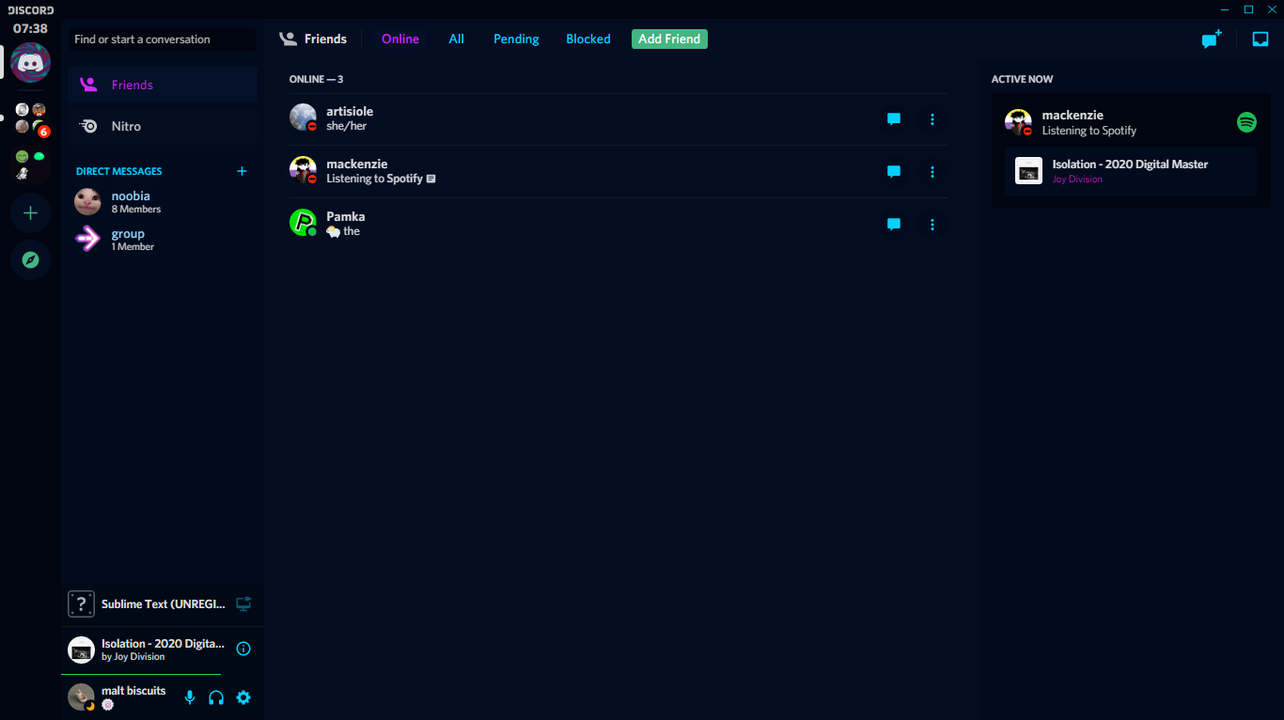 DISCORD
07:38
6
Find or start a conversation
Friends
Nitro
DIRECT MESSAGES
noobia
8 Members
group
1 Member
Sublime Text (UNREGI...
Isolation - 2020 Digita...
by Joy Division
malt biscuits
Friends
Online
All
Pending
Blocked
Add Friend
ONLINE — 3
artisiole
she/her
mackenzie
Listening to Spotify
Pamka
the
ACTIVE NOW
mackenzie
Listening to Spotify
Isolation - 2020 Digital Master
Joy Division